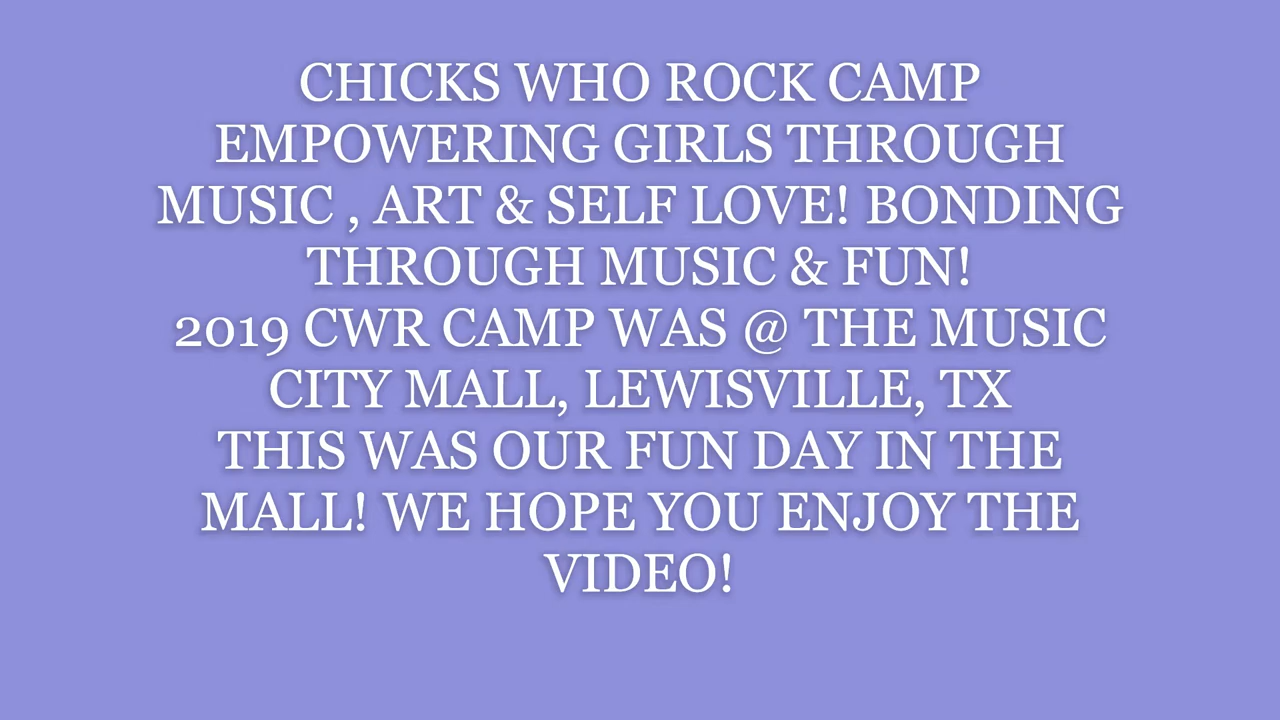 CHICKS WHO ROCK CAMP
EMPOWERING GIRLS THROUGH
MUSIC , ART & SELF LOVE! BONDING
THROUGH MUSIC & FUN!
2019 CWR CAMP WAS @ THE MUSIC
CITY MALL, LEWISVILLE, TX
THIS WAS OUR FUN DAY IN THE
MALL! WE HOPE YOU ENJOY THE
VIDEO!